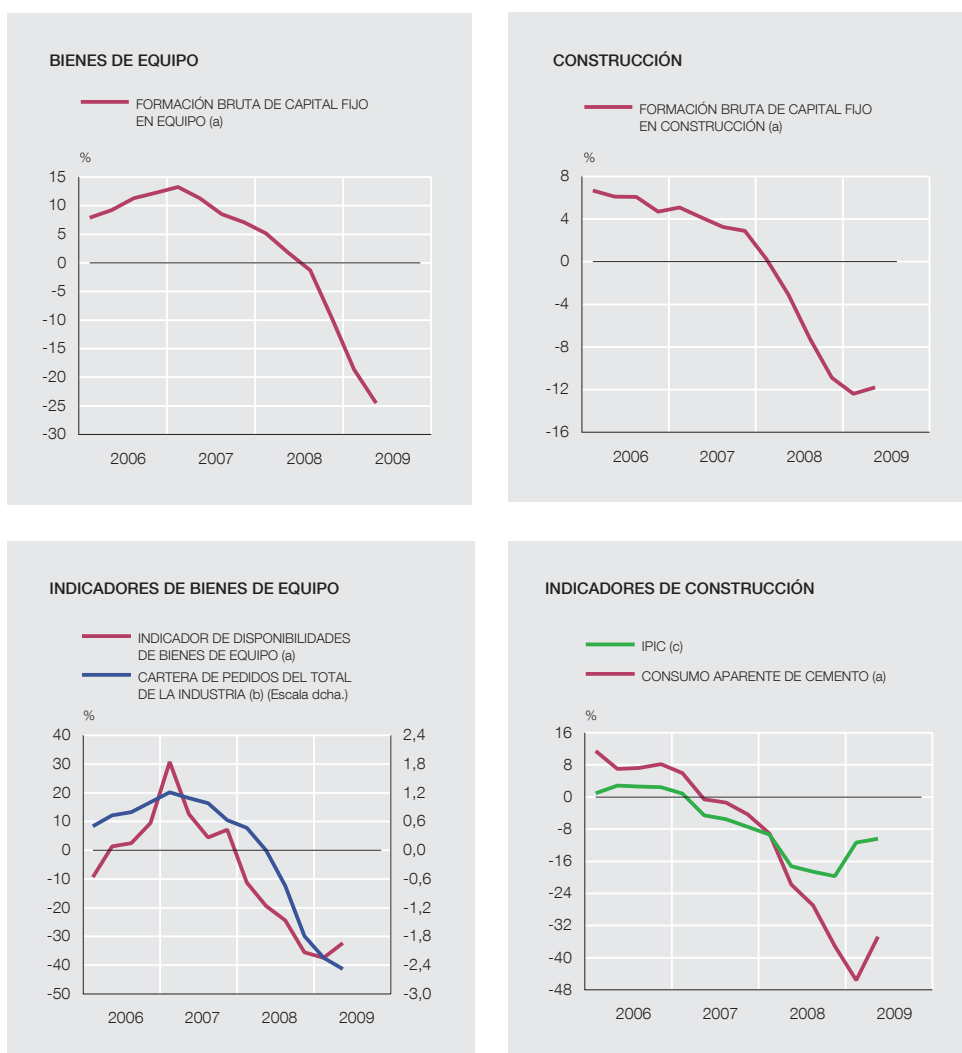 BIENES DE EQUIPO
FORMACIÓN BRUTA DE CAPITAL FIJO
EN EQUIPO (a)
%
15
10
5
0
-5
-10
-15
-20
-25
-30
2006 2007 2008 2009
CONSTRUCCIÓN
FORMACIÓN BRUTA DE CAPITAL FIJO
EN CONSTRUCCIÓN (a)
%
8
4
0
-4
-8
-12
-16
2006 2007 2008 2009
INDICADORES DE BIENES DE EQUIPO
INDICADOR DE DISPONIBILIDADES
DE BIENES DE EQUIPO (a)
CARTERA DE PEDIDOS DEL TOTAL
DE LA INDUSTRIA (b) (Escala dcha.)
%
40 2,4
30 1,8
20 1,2
10 0,6
0 0,0
-10 -0,6
-20 -1,2
-30 -1,8
-40 -2,4
-50 -3,0
2006 2007 2008 2009
INDICADORES DE CONSTRUCCIÓN
IPIC (c)
CONSUMO APARENTE DE CEMENTO (a)
%
16
8
0
-8
-16
-24
-32
-40
-48
2006 2007 2008 2009